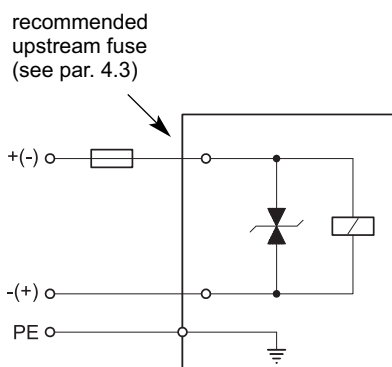 recommended
upstream fuse
(see par. 4.3)
+(-)
-(+)
PE